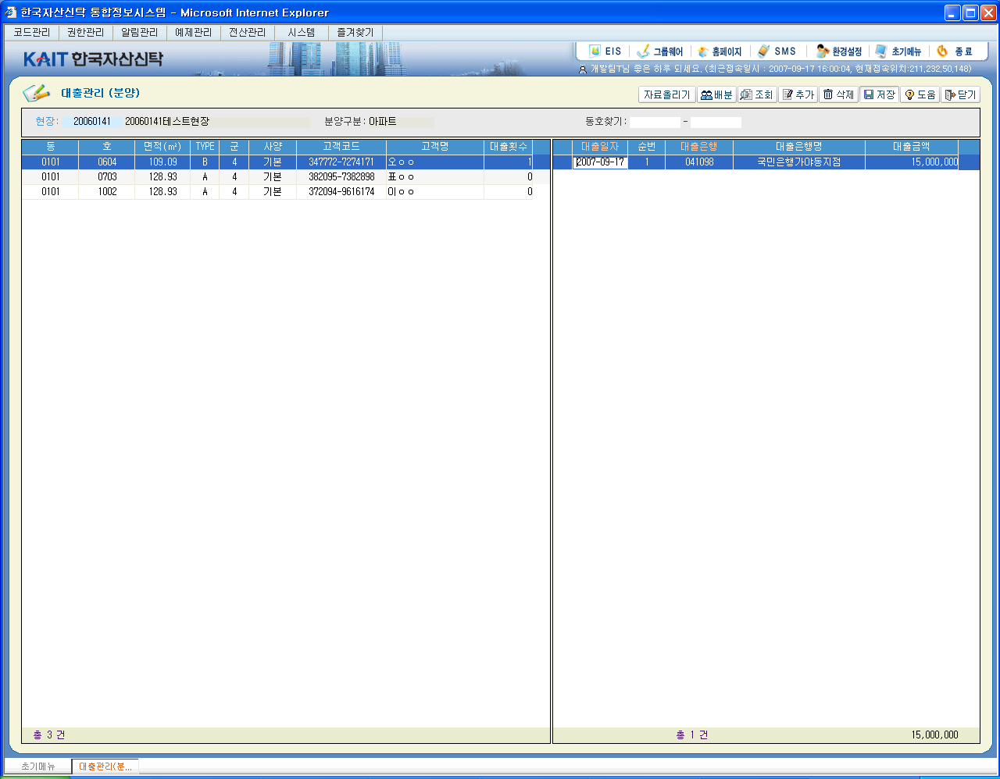 한국자산신탁 통합정보시스템 - Microsoft Internet Explorer
코드관리 권한관리 알림관리 예제관리 전산관리 시스템 즐겨찾기
KAIT 한국자산신탁
EIS 그룹웨어 홈페이지 SMS 환경설정 초기메뉴 종료
개발팀T님 좋은 하루 되세요. (최근접속일시 : 2007-09-17 16:00:04, 현재접속위치:211.232.50.148)
대출관리 (분양)
자료올리기 배분 조회 추가 삭제 저장 도움 닫기
현장: 20060141 20060141테스트현장 분양구분: 아파트 동호찾기: -
동 호 면적(㎡) TYPE 군 사양 고객코드 고객명 대출횟수 대출일자 순번 대출은행 대출은행명 대출금액
0101 0604 109.09 B 4 기본 347772-7274171 오ㅇㅇ 1 2007-09-17 1 041098 국민은행가야동지점 15,000,000
0101 0703 128.93 A 4 기본 382095-7382898 표ㅇㅇ 0
0101 1002 128.93 A 4 기본 372094-9616174 이ㅇㅇ 0
총 3 건 총 1 건 15,000,000
초기메뉴 대출관리(분...